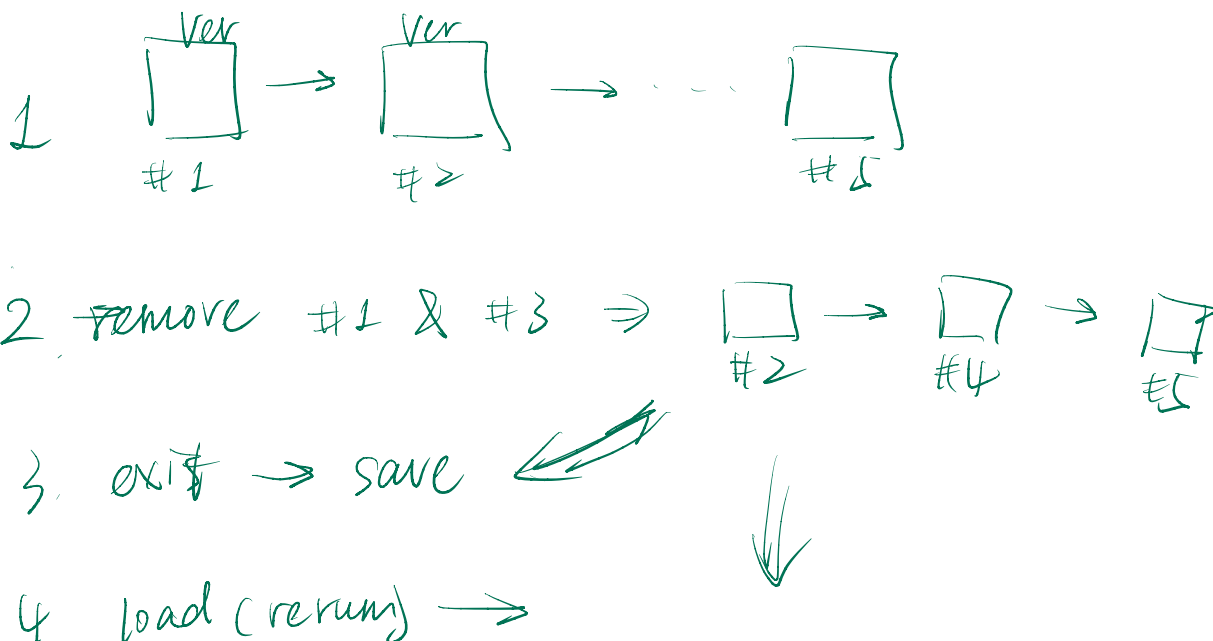 ver ver
1
#1 #2 #5
2. remove #1 & #3 ⇒
#2 #4 #5
3. exit → save
4 load (rerun) →